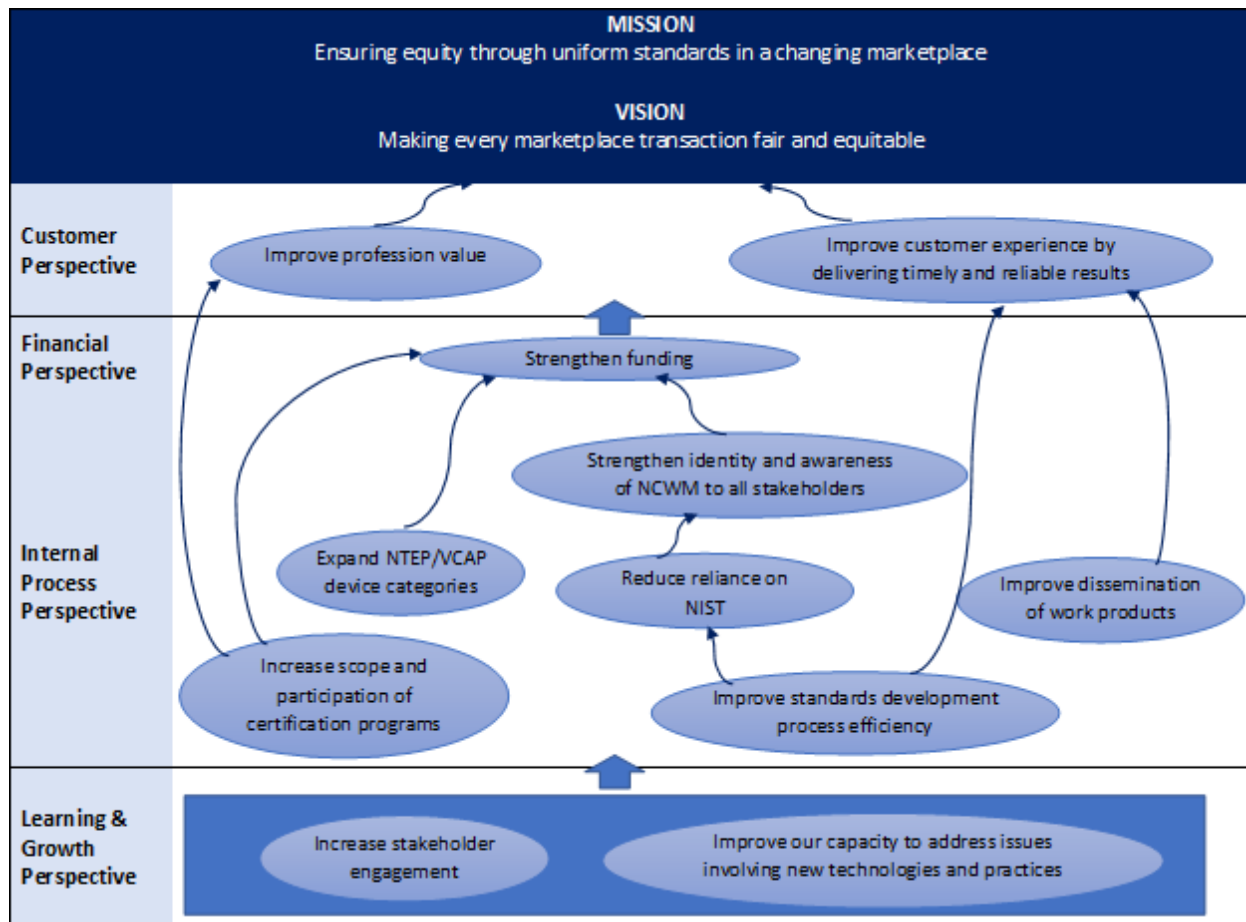 MISSION
Ensuring equity through uniform standards in a changing marketplace
VISION
Making every marketplace transaction fair and equitable
Customer
Perspective
Improve profession value
Improve customer experience by
delivering timely and reliable results
Financial
Perspective
Strengthen funding
Internal
Process
Perspective
Strengthen identity and awareness
of NCWM to all stakeholders
Expand NTEP/VCAP
device categories
Reduce reliance on
NIST
Improve dissemination
of work products
Increase scope and
participation of
certification programs
Improve standards development
process efficiency
Learning &
Growth
Perspective
Increase stakeholder
engagement
Improve our capacity to address issues
involving new technologies and practices